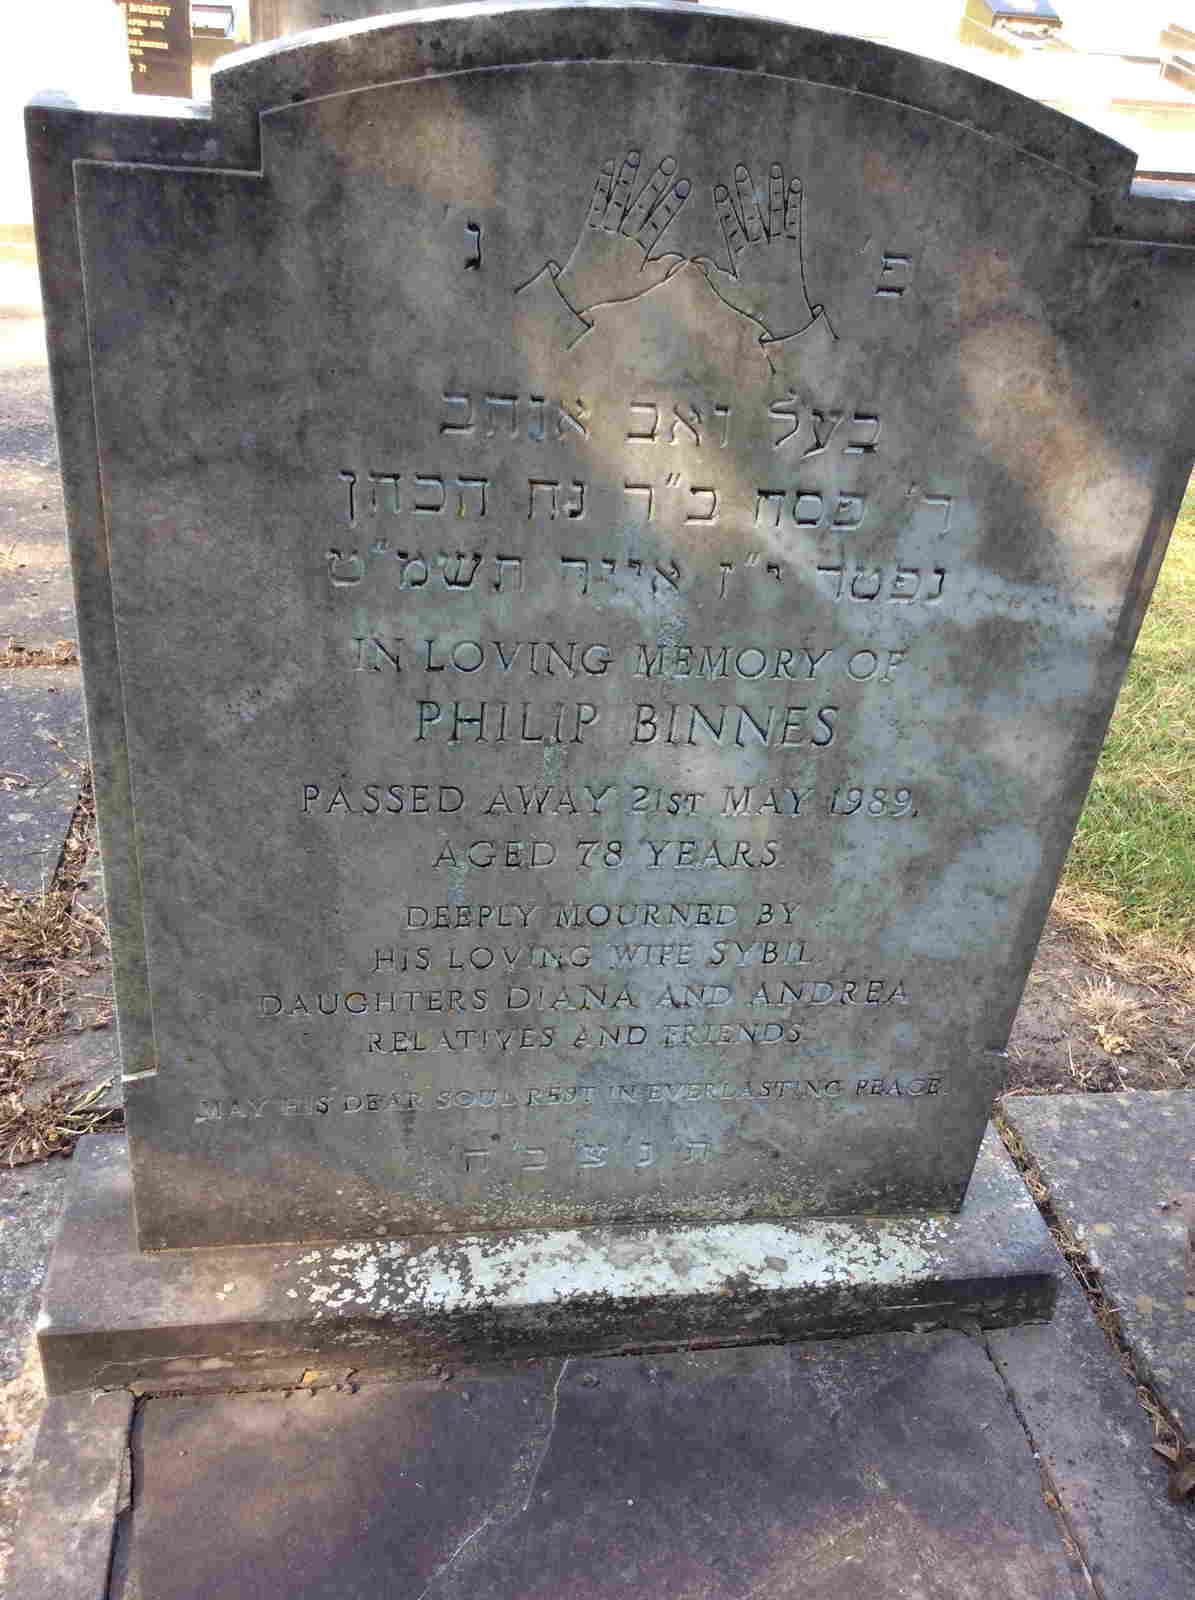 BARRETT
פ' נ'
בעל ואב אוהב
ר' פסח ב"ר נח הכהן
נפטר י"ו אייר תשמ"ט
IN LOVING MEMORY OF
PHILIP BINNES
PASSED AWAY 21ST MAY 1989,
AGED 78 YEARS
DEEPLY MOURNED BY
HIS LOVING WIFE SYBIL
DAUGHTERS DIANA AND ANDREA
RELATIVES AND FRIENDS
MAY HIS DEAR SOUL REST IN EVERLASTING PEACE.
ת' נ' צ' ב' ה'